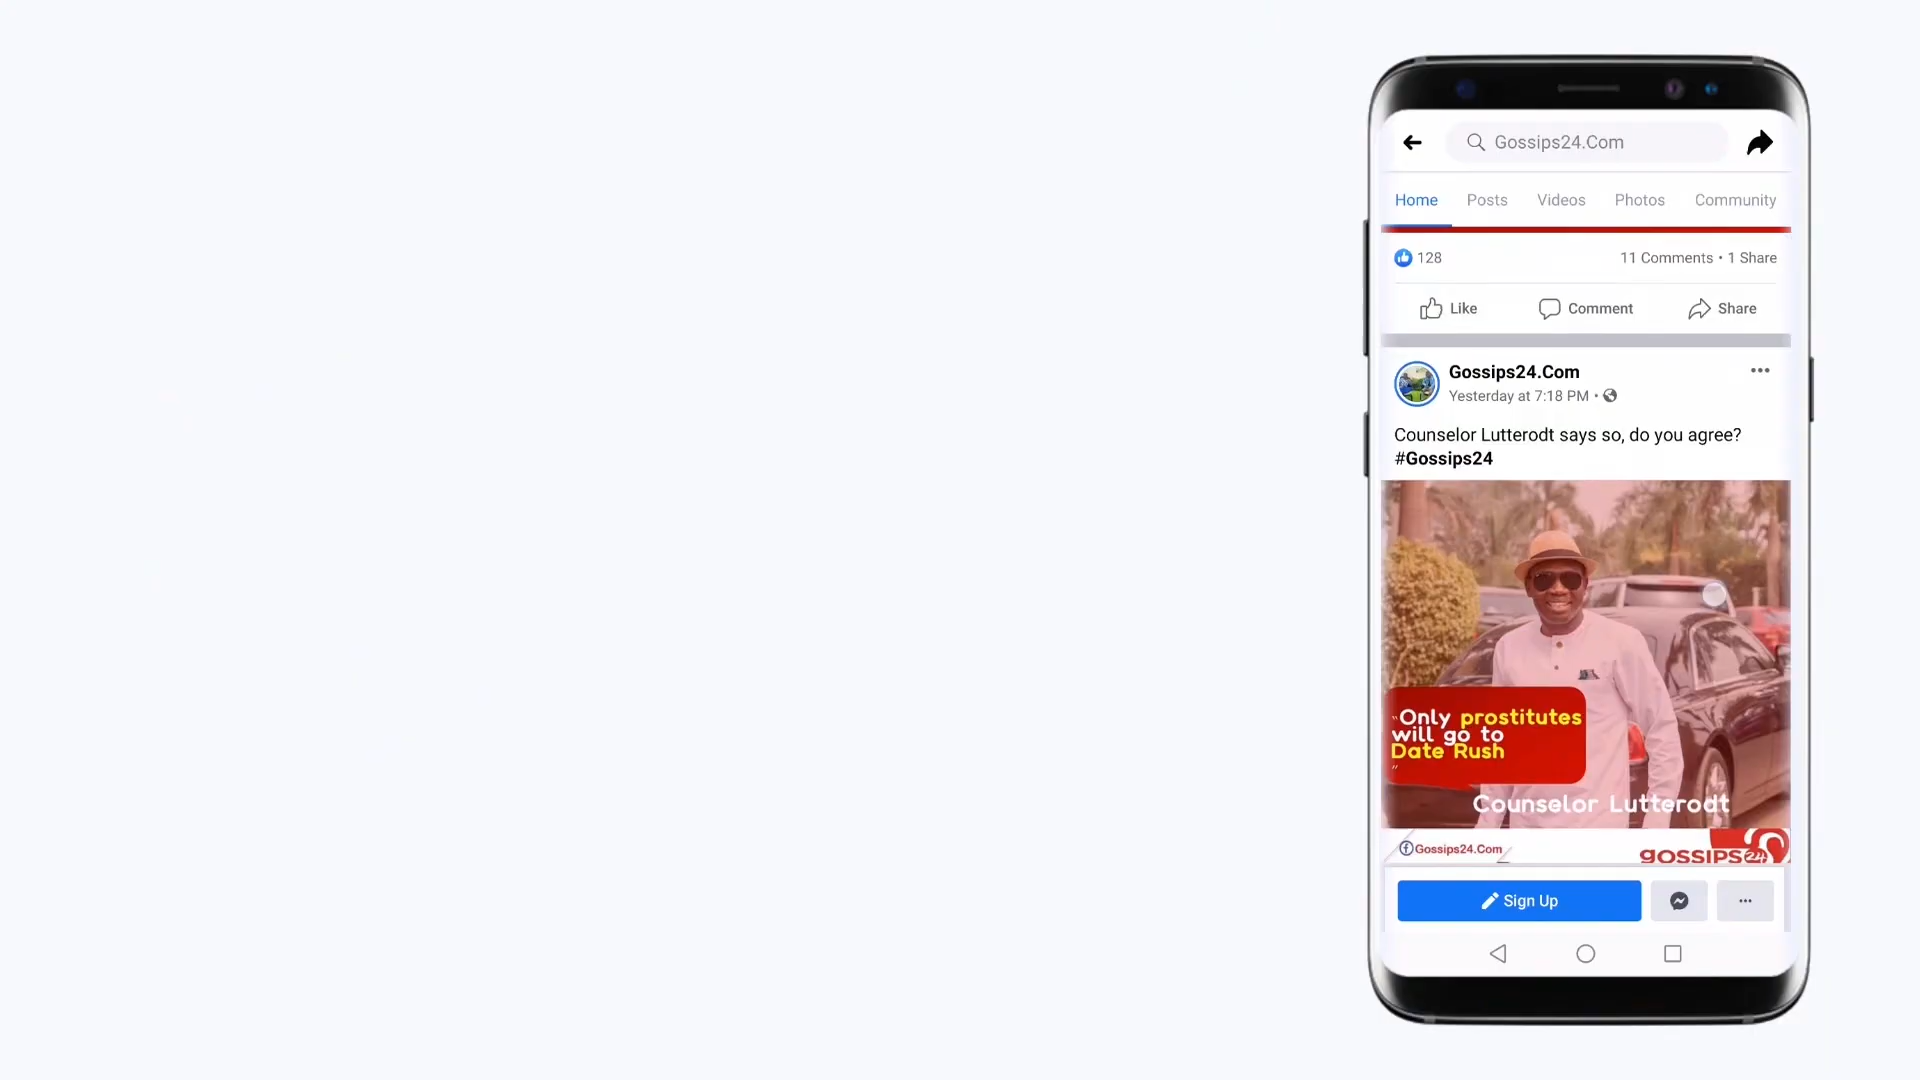 Gossips24.Com
Home Posts Videos Photos Community
128 11 Comments • 1 Share
Like Comment Share
Gossips24.Com
Yesterday at 7:18 PM •
Counselor Lutterodt says so, do you agree?
#Gossips24
"Only prostitutes
will go to
Date Rush
"
Counselor Lutterodt
Gossips24.Com
gossips24
Sign Up